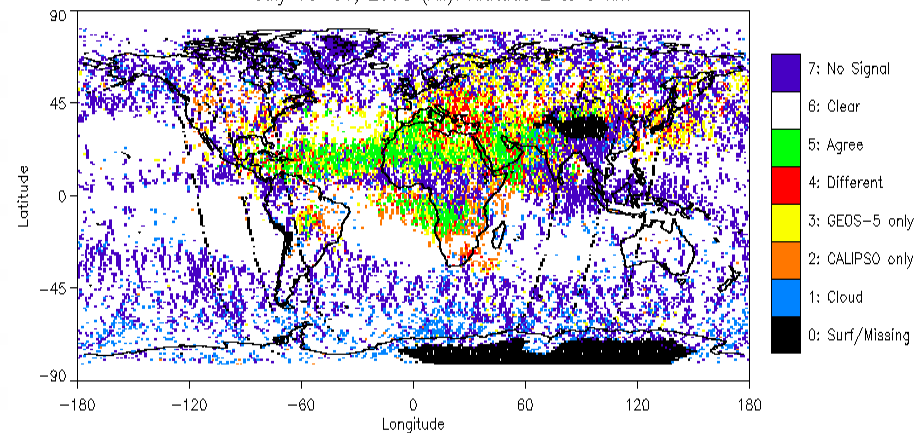 90
45
0
−45
−90
Latitude
−180
−120
−60
0
60
120
180
Longitude
7: No Signal
6: Clear
5: Agree
4: Different
3: GEOS−5 only
2: CALIPSO only
1: Cloud
0: Surf/Missing